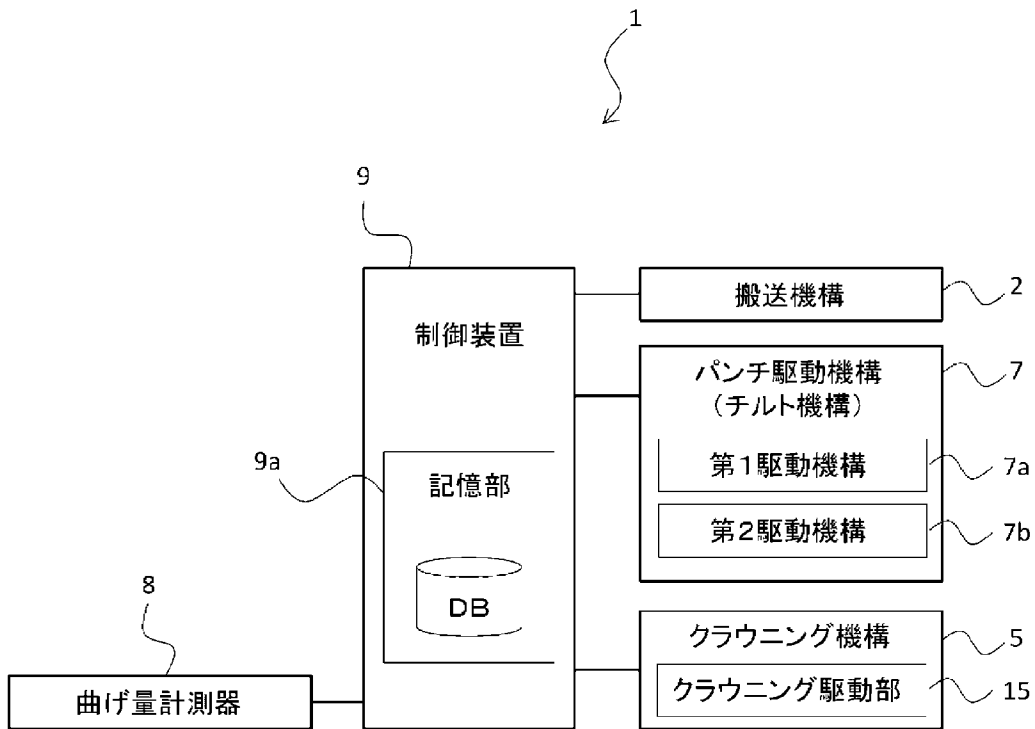 1
9
搬送機構
2
制御装置
パンチ駆動機構
(チルト機構)
7
第1駆動機構
7a
9a
記憶部
第2駆動機構
7b
DB
8
クラウニング機構
5
曲げ量計測器
クラウニング駆動部
15